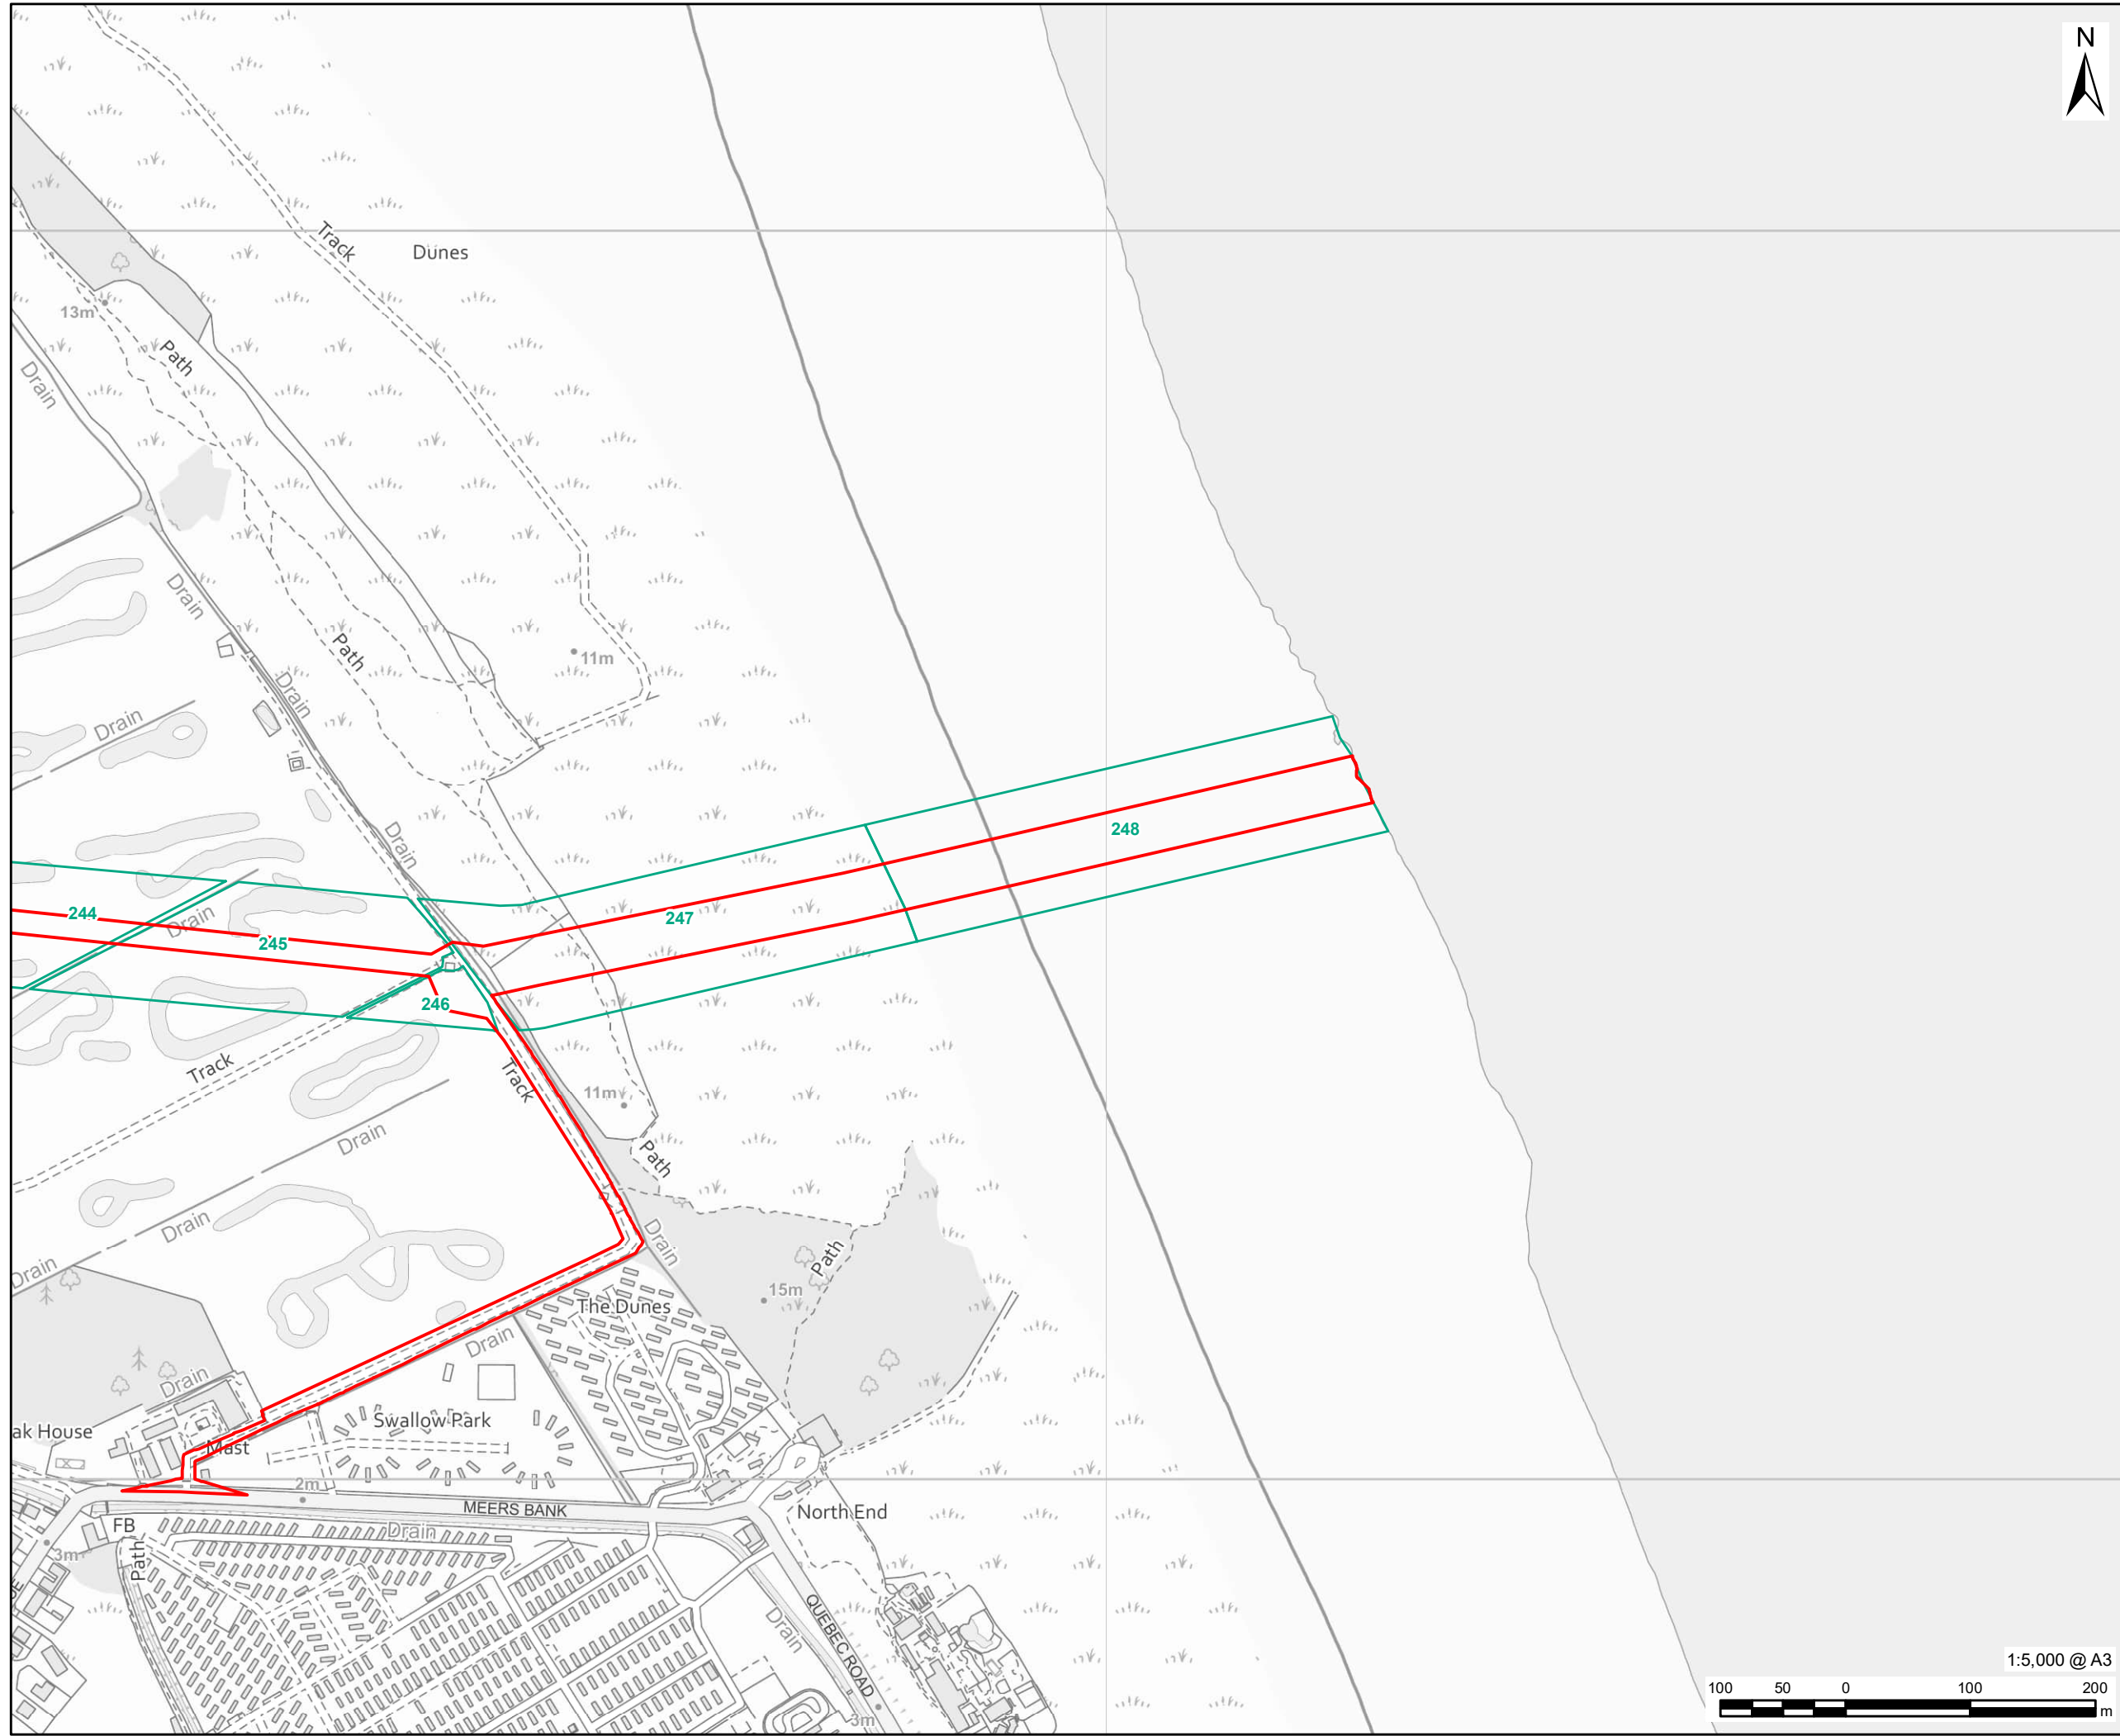 N
Track
Dunes
13m
Path
Drain
Drain
Path
11m
Drain
Drain
Drain
248
244
Drain
247
245
246
Track
Track
11m
Drain
Path
Drain
Drain
Drain
Path
15m
The Dunes
Drain
Drain
Swallow Park
ak House
Mast
2m
MEERS BANK
North End
FB
Drain
3m
Path
QUEBEC ROAD
Drain
3m
1:5,000 @ A3
100 50 0 100 200
m